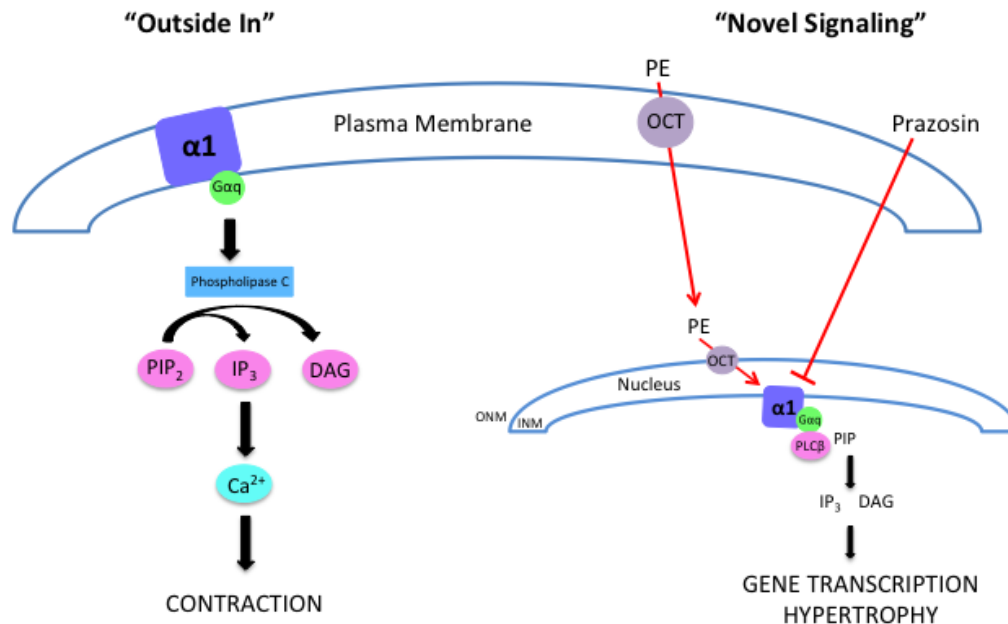 “Outside In”
“Novel Signaling”
PE
OCT
α1
Plasma Membrane
Prazosin
Gαq
Phospholipase C
PE
PIP₂
IP₃
DAG
OCT
Nucleus
α1
ONM
INM
Gαq
PIP
PLCβ
Ca²⁺
IP₃ DAG
CONTRACTION
GENE TRANSCRIPTION
HYPERTROPHY